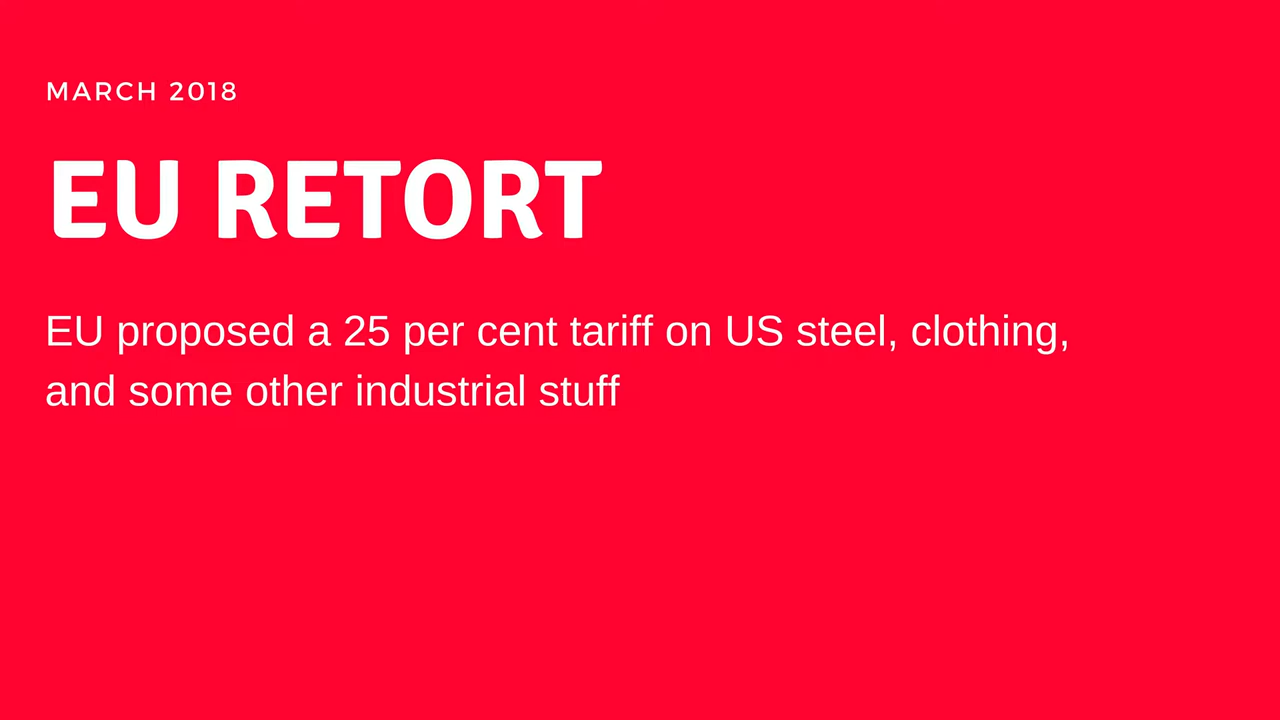 MARCH 2018
EU RETORT
EU proposed a 25 per cent tariff on US steel, clothing,
and some other industrial stuff